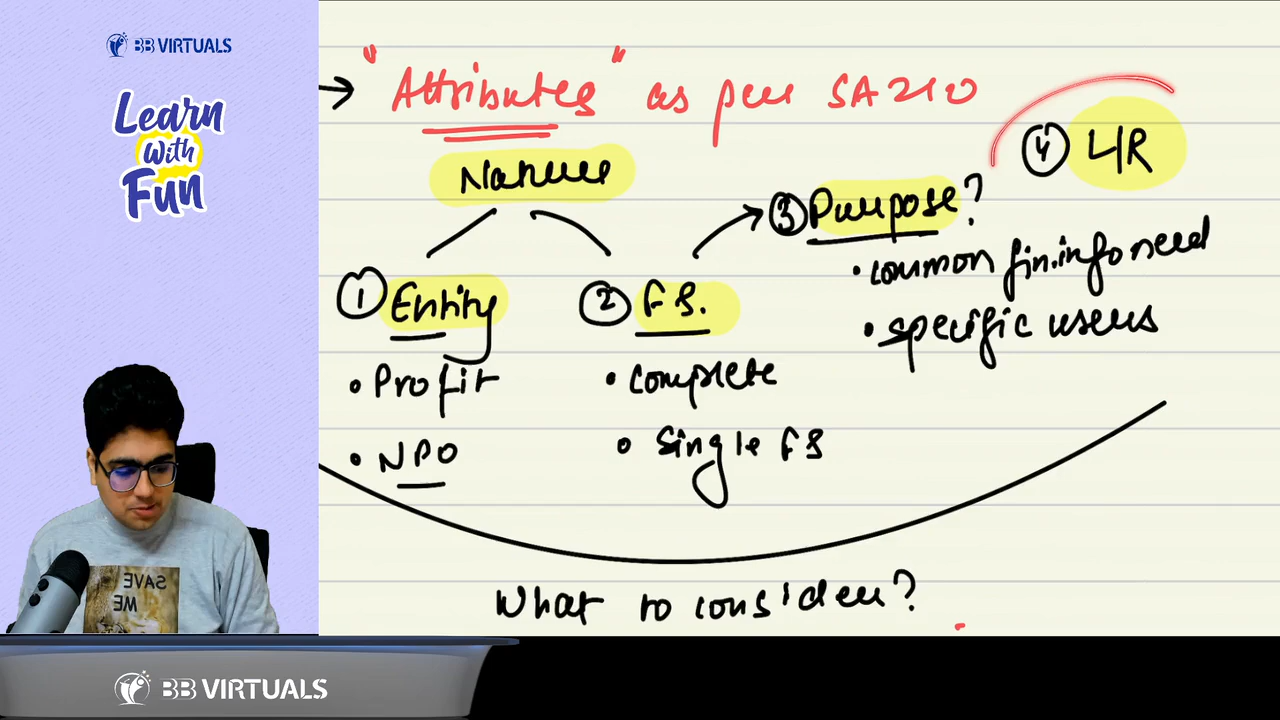 BB VIRTUALS
Learn
With
Fun
→ "Attributes" as per SA 210
Nature
① Entity
• Profit
• NPO
② F.S.
• complete
• Single FS
③ Purpose?
• common fin. info need
• specific users
④ L/R
What to consider?
SAVE
ME
BB VIRTUALS